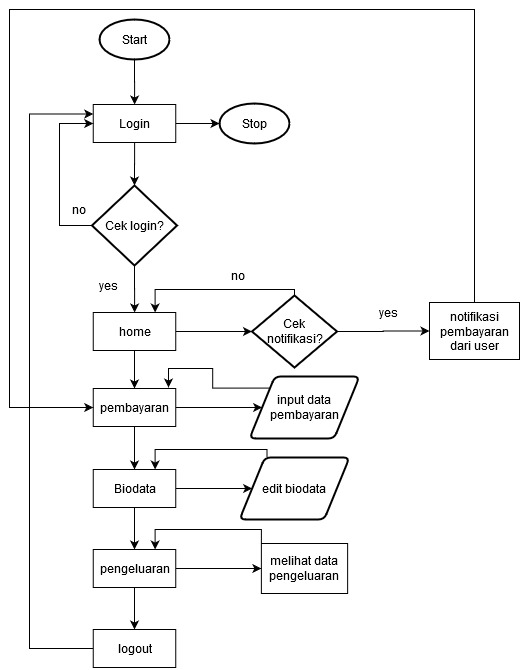 Start
Login
Stop
no
Cek login?
yes
no
home
Cek
notifikasi?
yes
notifikasi
pembayaran
dari user
pembayaran
input data
pembayaran
Biodata
edit biodata
pengeluaran
melihat data
pengeluaran
logout